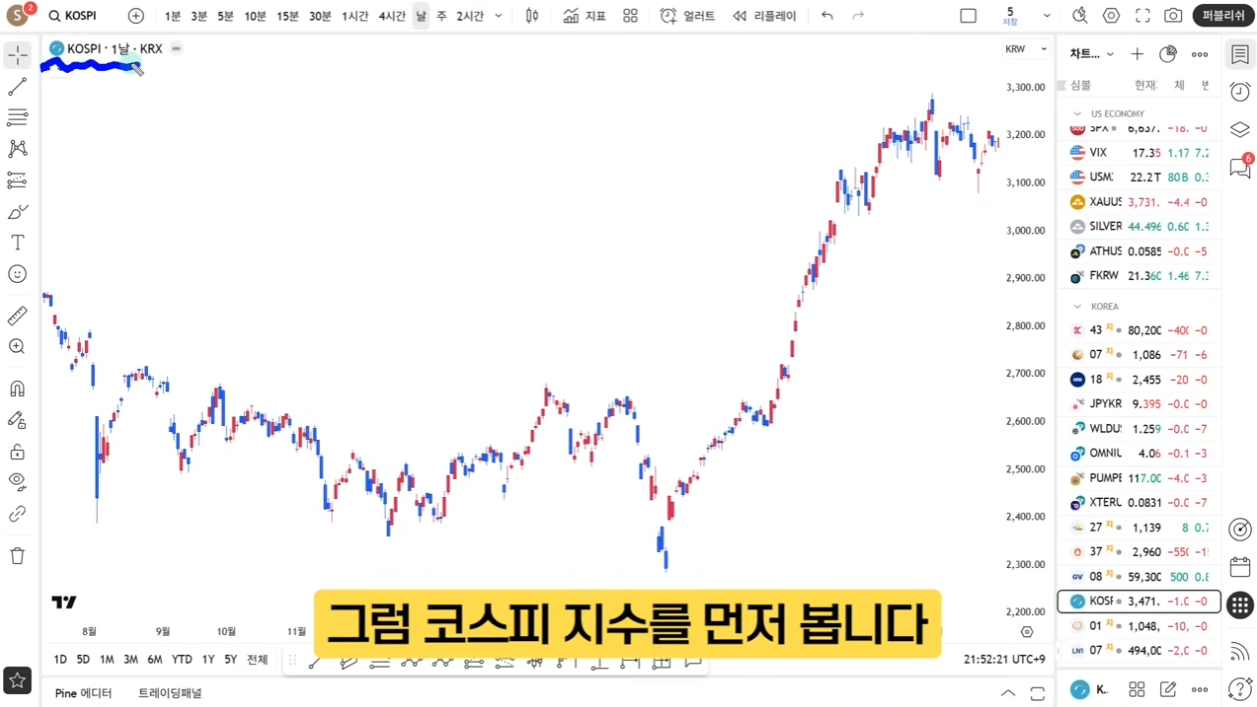 S 2 KOSPI 1분 3분 5분 10분 15분 30분 1시간 4시간 날 주 2시간 지표 얼러트 리플레이 5 저장 퍼블리쉬
KOSPI · 1날 · KRX
KRW
차트...
심볼 현재: 체 번
US ECONOMY
SPX 6,637. −18. −0
VIX 17.35 1.17 7.2
USM: 22.2T 80B 0.3
XAUUS 3,731. −4.4 −0
SILVER 44.496 0.60 1.3
ATHUS 0.0585 −0.0 −5
FKRW 21.360 1.46 7.3
KOREA
43 지 80,200 −400 −0
07 지 1,086 −71 −6
18 지 2,455 −20 −0
JPYKR 9.395 −0.0 −0
WLDU: 1.259 −0.0 −7
OMNIU 4.06 −0.1 −3
PUMPE 117.00 −4.0 −3
XTERL 0.0831 −0.0 −7
27 지 1,139 8 0.7
37 지 2,960 −550 −1
GV 08 지 59,300 500 0.8
KOSF 3,471. −1.0 −0
01 지 1,048, −10, −0
LNS 07 지 494,00 −2,0 −0
6
3,300.00
3,200.00
3,100.00
3,000.00
2,900.00
2,800.00
2,700.00
2,600.00
2,500.00
2,400.00
2,300.00
2,200.00
그럼 코스피 지수를 먼저 봅니다
8월 9월 10월 11월
1D 5D 1M 3M 6M YTD 1Y 5Y 전체
21:52:21 UTC+9
Pine 에디터 트레이딩패널
K..